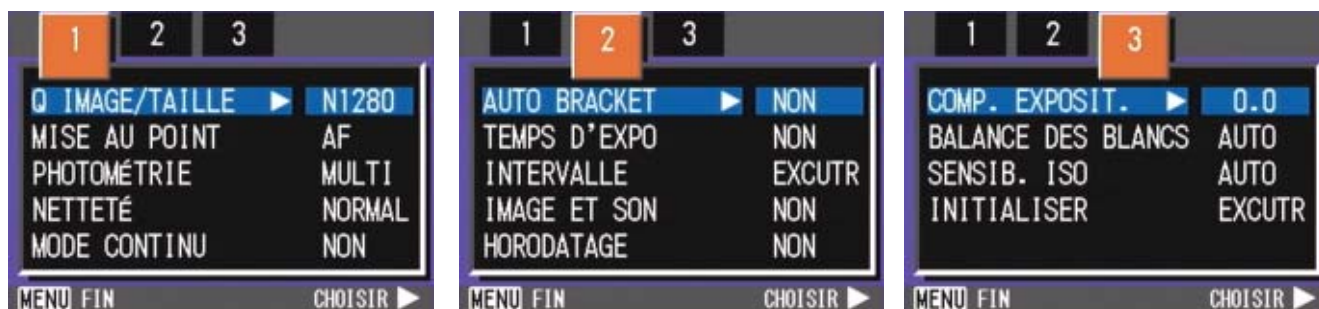 1 2 3
Q IMAGE/TAILLE ▶ N1280
MISE AU POINT AF
PHOTOMÉTRIE MULTI
NETTETÉ NORMAL
MODE CONTINU NON
MENU FIN CHOISIR ▶
1 2 3
AUTO BRACKET ▶ NON
TEMPS D'EXPO NON
INTERVALLE EXCUTR
IMAGE ET SON NON
HORODATAGE NON
MENU FIN CHOISIR ▶
1 2 3
COMP. EXPOSIT. ▶ 0.0
BALANCE DES BLANCS AUTO
SENSIB. ISO AUTO
INITIALISER EXCUTR
MENU FIN CHOISIR ▶